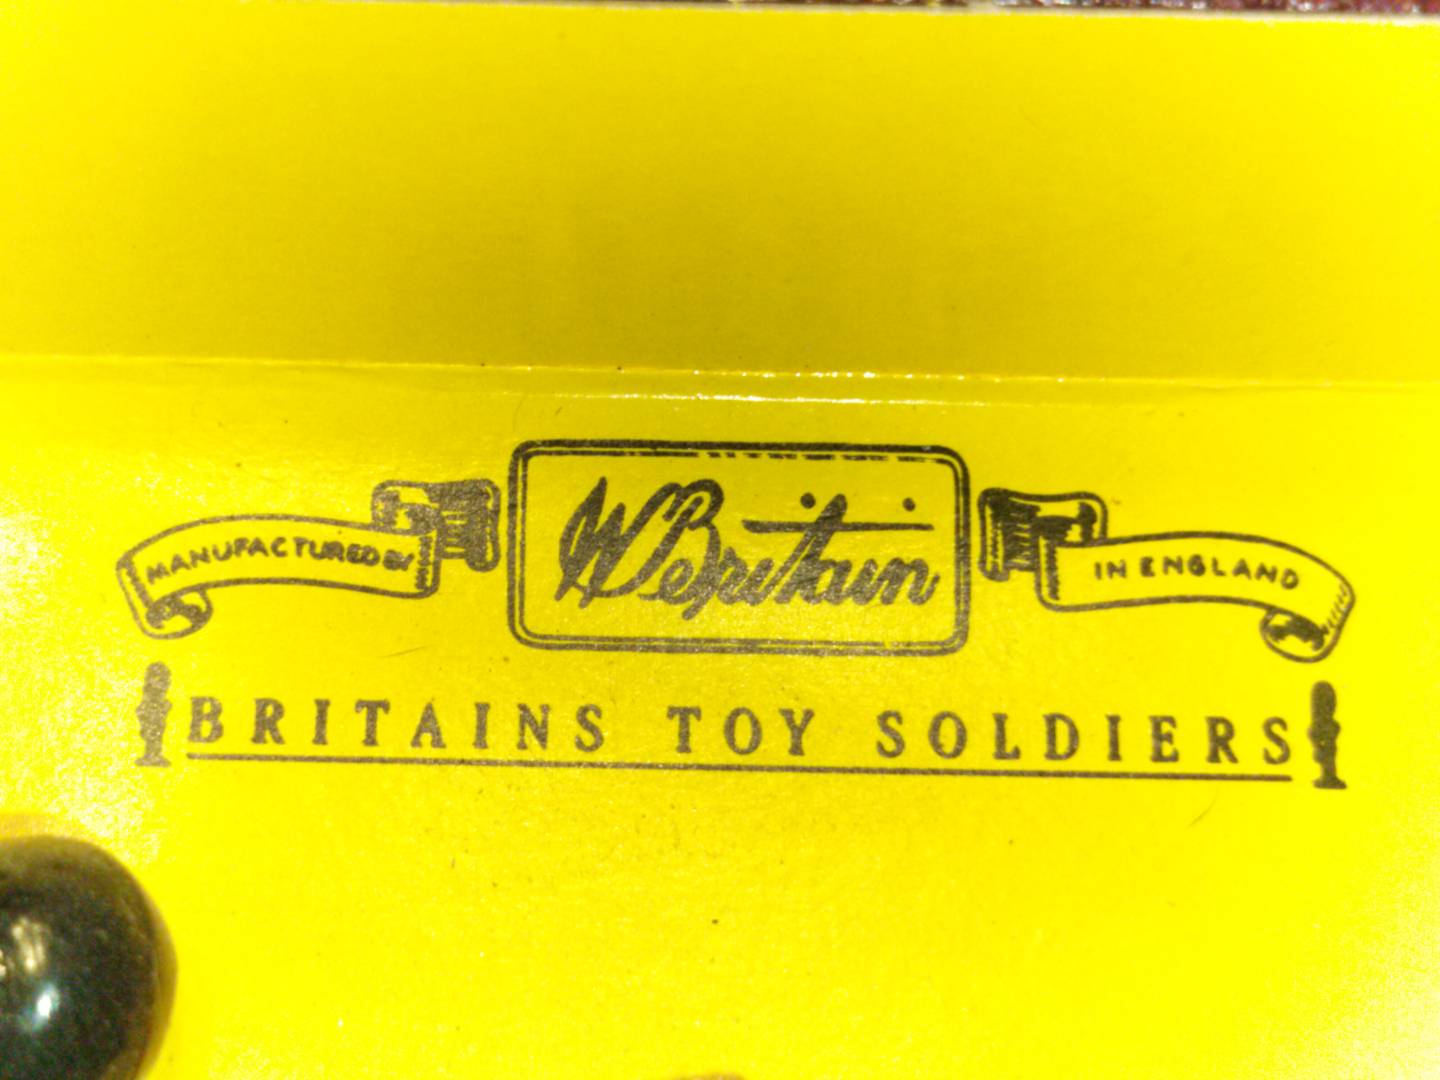 MANUFACTURED BY
W Britain
IN ENGLAND
BRITAINS TOY SOLDIERS